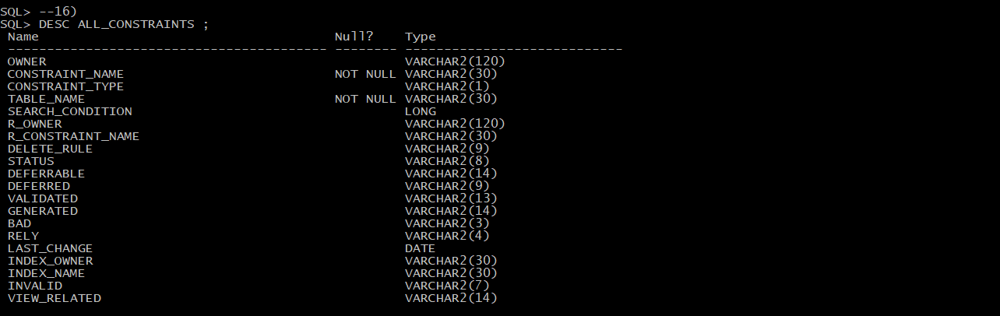 SQL> --16)
SQL> DESC ALL_CONSTRAINTS ;
 Name                                      Null?    Type
 ----------------------------------------- -------- ----------------------------
 OWNER                                              VARCHAR2(120)
 CONSTRAINT_NAME                           NOT NULL VARCHAR2(30)
 CONSTRAINT_TYPE                                    VARCHAR2(1)
 TABLE_NAME                                NOT NULL VARCHAR2(30)
 SEARCH_CONDITION                                   LONG
 R_OWNER                                            VARCHAR2(120)
 R_CONSTRAINT_NAME                                  VARCHAR2(30)
 DELETE_RULE                                        VARCHAR2(9)
 STATUS                                             VARCHAR2(8)
 DEFERRABLE                                         VARCHAR2(14)
 DEFERRED                                           VARCHAR2(9)
 VALIDATED                                          VARCHAR2(13)
 GENERATED                                          VARCHAR2(14)
 BAD                                                VARCHAR2(3)
 RELY                                               VARCHAR2(4)
 LAST_CHANGE                                        DATE
 INDEX_OWNER                                        VARCHAR2(30)
 INDEX_NAME                                         VARCHAR2(30)
 INVALID                                            VARCHAR2(7)
 VIEW_RELATED                                       VARCHAR2(14)